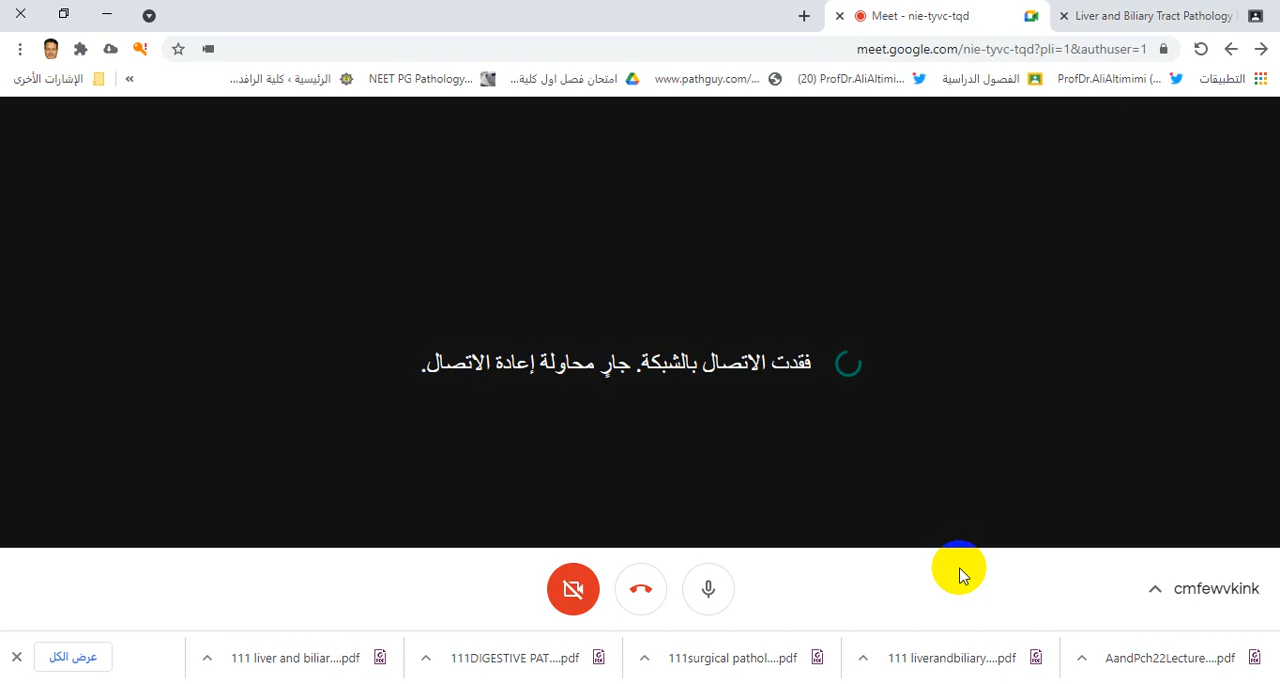 Meet - nie-tyvc-tqd
Liver and Biliary Tract Pathology
meet.google.com/nie-tyvc-tqd?pli=1&authuser=1
التطبيقات
ProfDr.AliAltimimi (...
الفصول الدراسية
(20) ProfDr.AliAltimi...
www.pathguy.com/...
امتحان فصل اول كلية...
NEET PG Pathology...
الرئيسية › كلية الرافد...
»
الإشارات الأخرى
فقدت الاتصال بالشبكة. جارٍ محاولة إعادة الاتصال.
cmfewvkink
AandPch22Lecture....pdf
111 liverandbiliary....pdf
111surgical pathol....pdf
111DIGESTIVE PAT....pdf
111 liver and biliar....pdf
عرض الكل